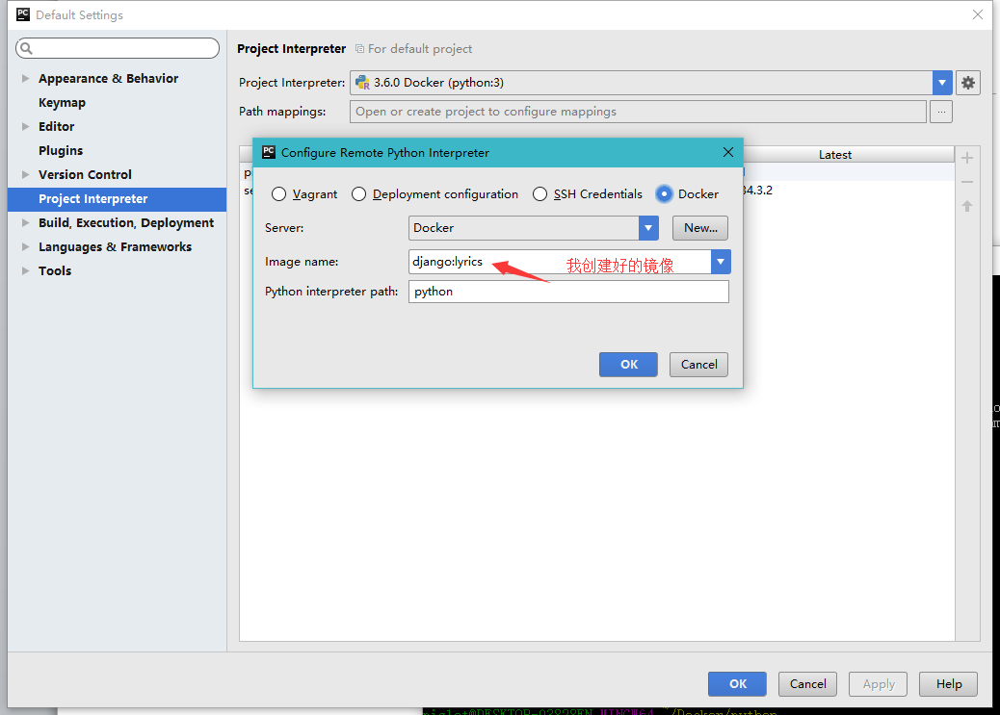 PC Default Settings
Appearance & Behavior
Keymap
Editor
Plugins
Version Control
Project Interpreter
Build, Execution, Deployment
Languages & Frameworks
Tools
Project Interpreter For default project
Project Interpreter: 3.6.0 Docker (python:3)
Path mappings: Open or create project to configure mappings ...
Latest
34.3.2
PC Configure Remote Python Interpreter
Vagrant Deployment configuration SSH Credentials Docker
Server: Docker New...
Image name: django:lyrics 我创建好的镜像
Python interpreter path: python
OK Cancel
OK Cancel Apply Help